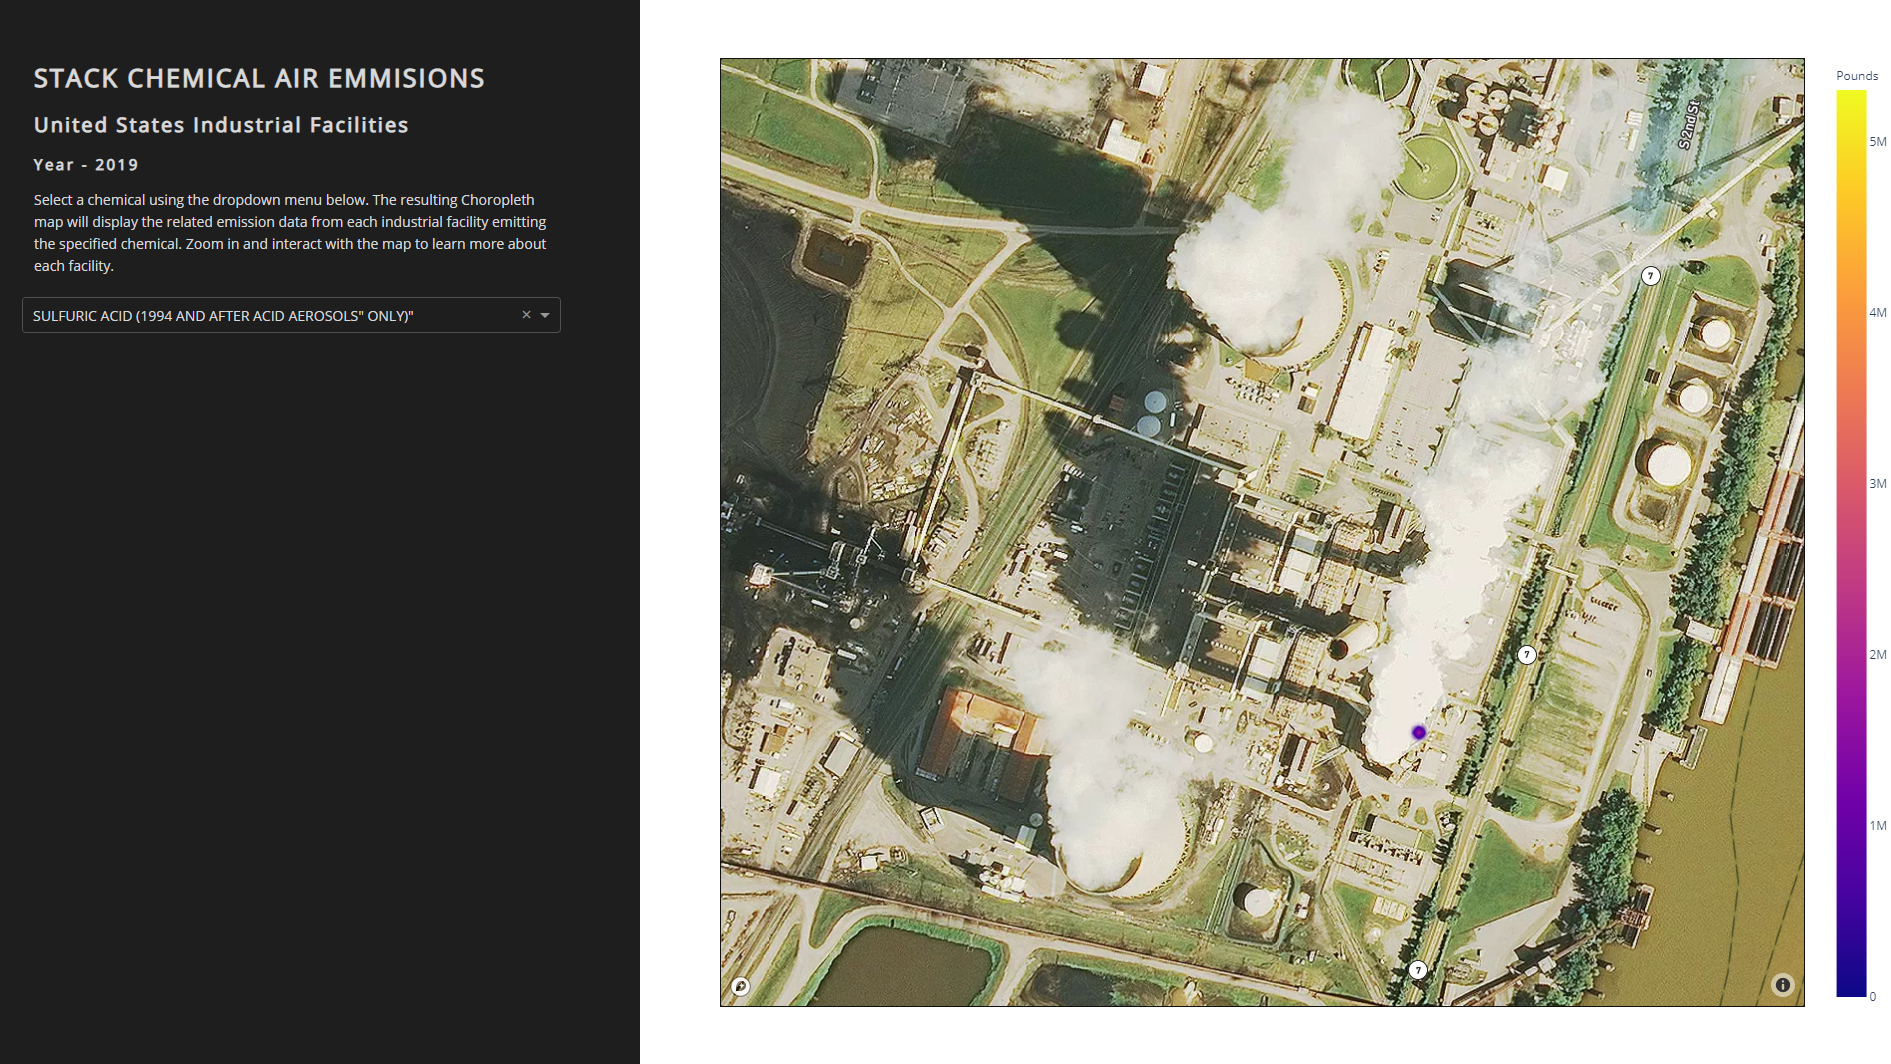 STACK CHEMICAL AIR EMMISIONS
United States Industrial Facilities
Year - 2019
Select a chemical using the dropdown menu below. The resulting Choropleth
map will display the related emission data from each industrial facility emitting
the specified chemical. Zoom in and interact with the map to learn more about
each facility.
SULFURIC ACID (1994 AND AFTER ACID AEROSOLS" ONLY)"
S 2nd St
7
7
7
Pounds
5M
4M
3M
2M
1M
0